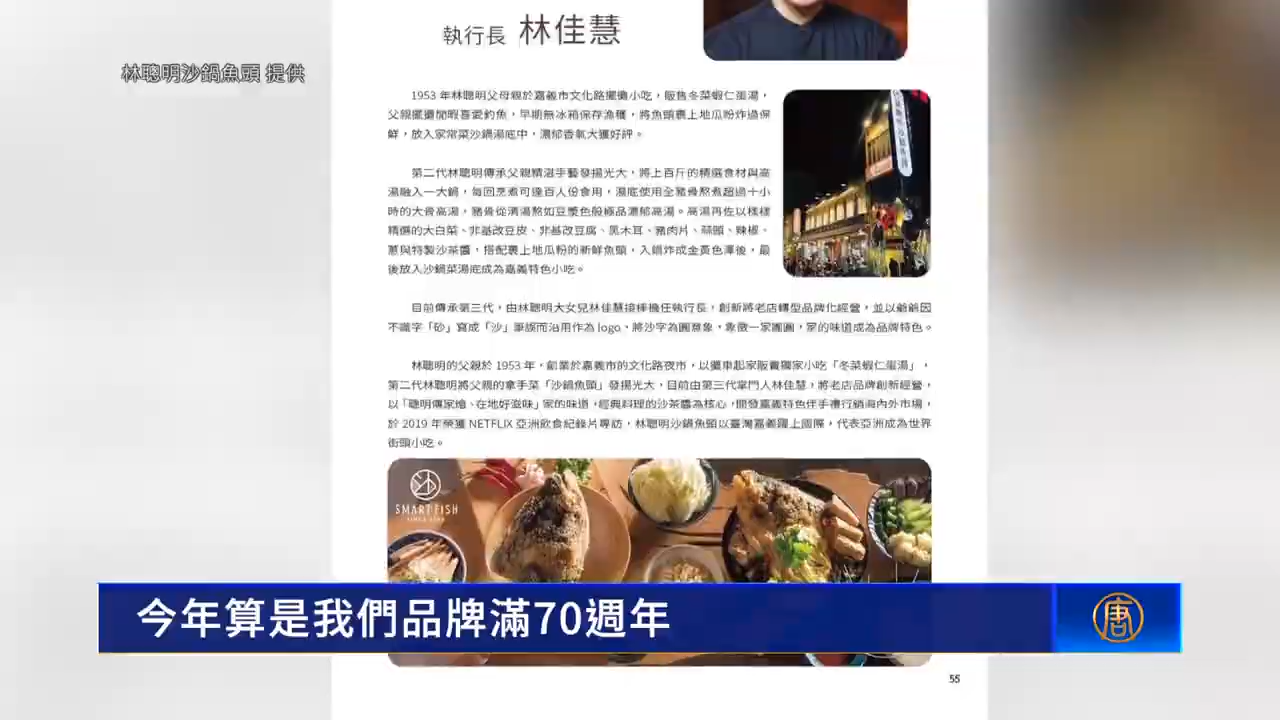 執行長 林佳慧
林聰明沙鍋魚頭 提供
1953 年林聰明父母親於嘉義市文化路擺攤小吃，販售冬菜蝦仁蛋湯，
父親擺攤閒暇喜愛釣魚，早期無冰箱保存漁穫，將魚頭裹上地瓜粉炸過保
鮮，放入家常菜沙鍋湯底中，濃郁香氣大獲好評。
第二代林聰明傳承父親精湛手藝發揚光大，將上百斤的精選食材與高
湯融入一大鍋，每回烹煮可達百人份食用，湯底使用全豬骨熬煮超過十小
時的大骨高湯，豬骨從清湯熬如豆漿色般極品濃郁高湯。高湯再佐以樣樣
精選的大白菜、非基改豆皮、非基改豆腐、黑木耳、豬肉片、蒜頭、辣椒、
蔥與特製沙茶醬，搭配裹上地瓜粉的新鮮魚頭，入鍋炸成金黃色澤後，最
後放入沙鍋菜湯底成為嘉義特色小吃。
目前傳承第三代，由林聰明大女兒林佳慧接棒擔任執行長，創新將老店轉型品牌化經營，並以爺爺因
不識字「砂」寫成「沙」筆誤而沿用作為 logo、將沙字為圓意象，象徵一家團圓，家的味道成為品牌特色。
林聰明的父親於 1953 年，創業於嘉義市的文化路夜市，以攤車起家販賣獨家小吃「冬菜蝦仁蛋湯」，
第二代林聰明將父親的拿手菜「沙鍋魚頭」發揚光大，目前由第三代掌門人林佳慧，將老店品牌創新經營，
以「聰明傳家燴、在地好滋味」家的味道，經典料理的沙茶醬為核心，開發嘉義特色伴手禮行銷海內外市場，
於 2019 年榮獲 NETFLIX 亞洲飲食紀錄片專訪，林聰明沙鍋魚頭以臺灣嘉義躍上國際，代表亞洲成為世界
街頭小吃。
SMART FISH
今年算是我們品牌滿70週年
唐
55